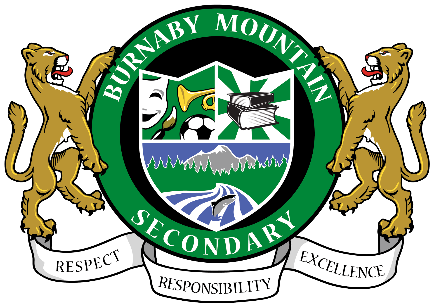 BURNABY MOUNTAIN
SECONDARY
RESPECT
RESPONSIBILITY
EXCELLENCE